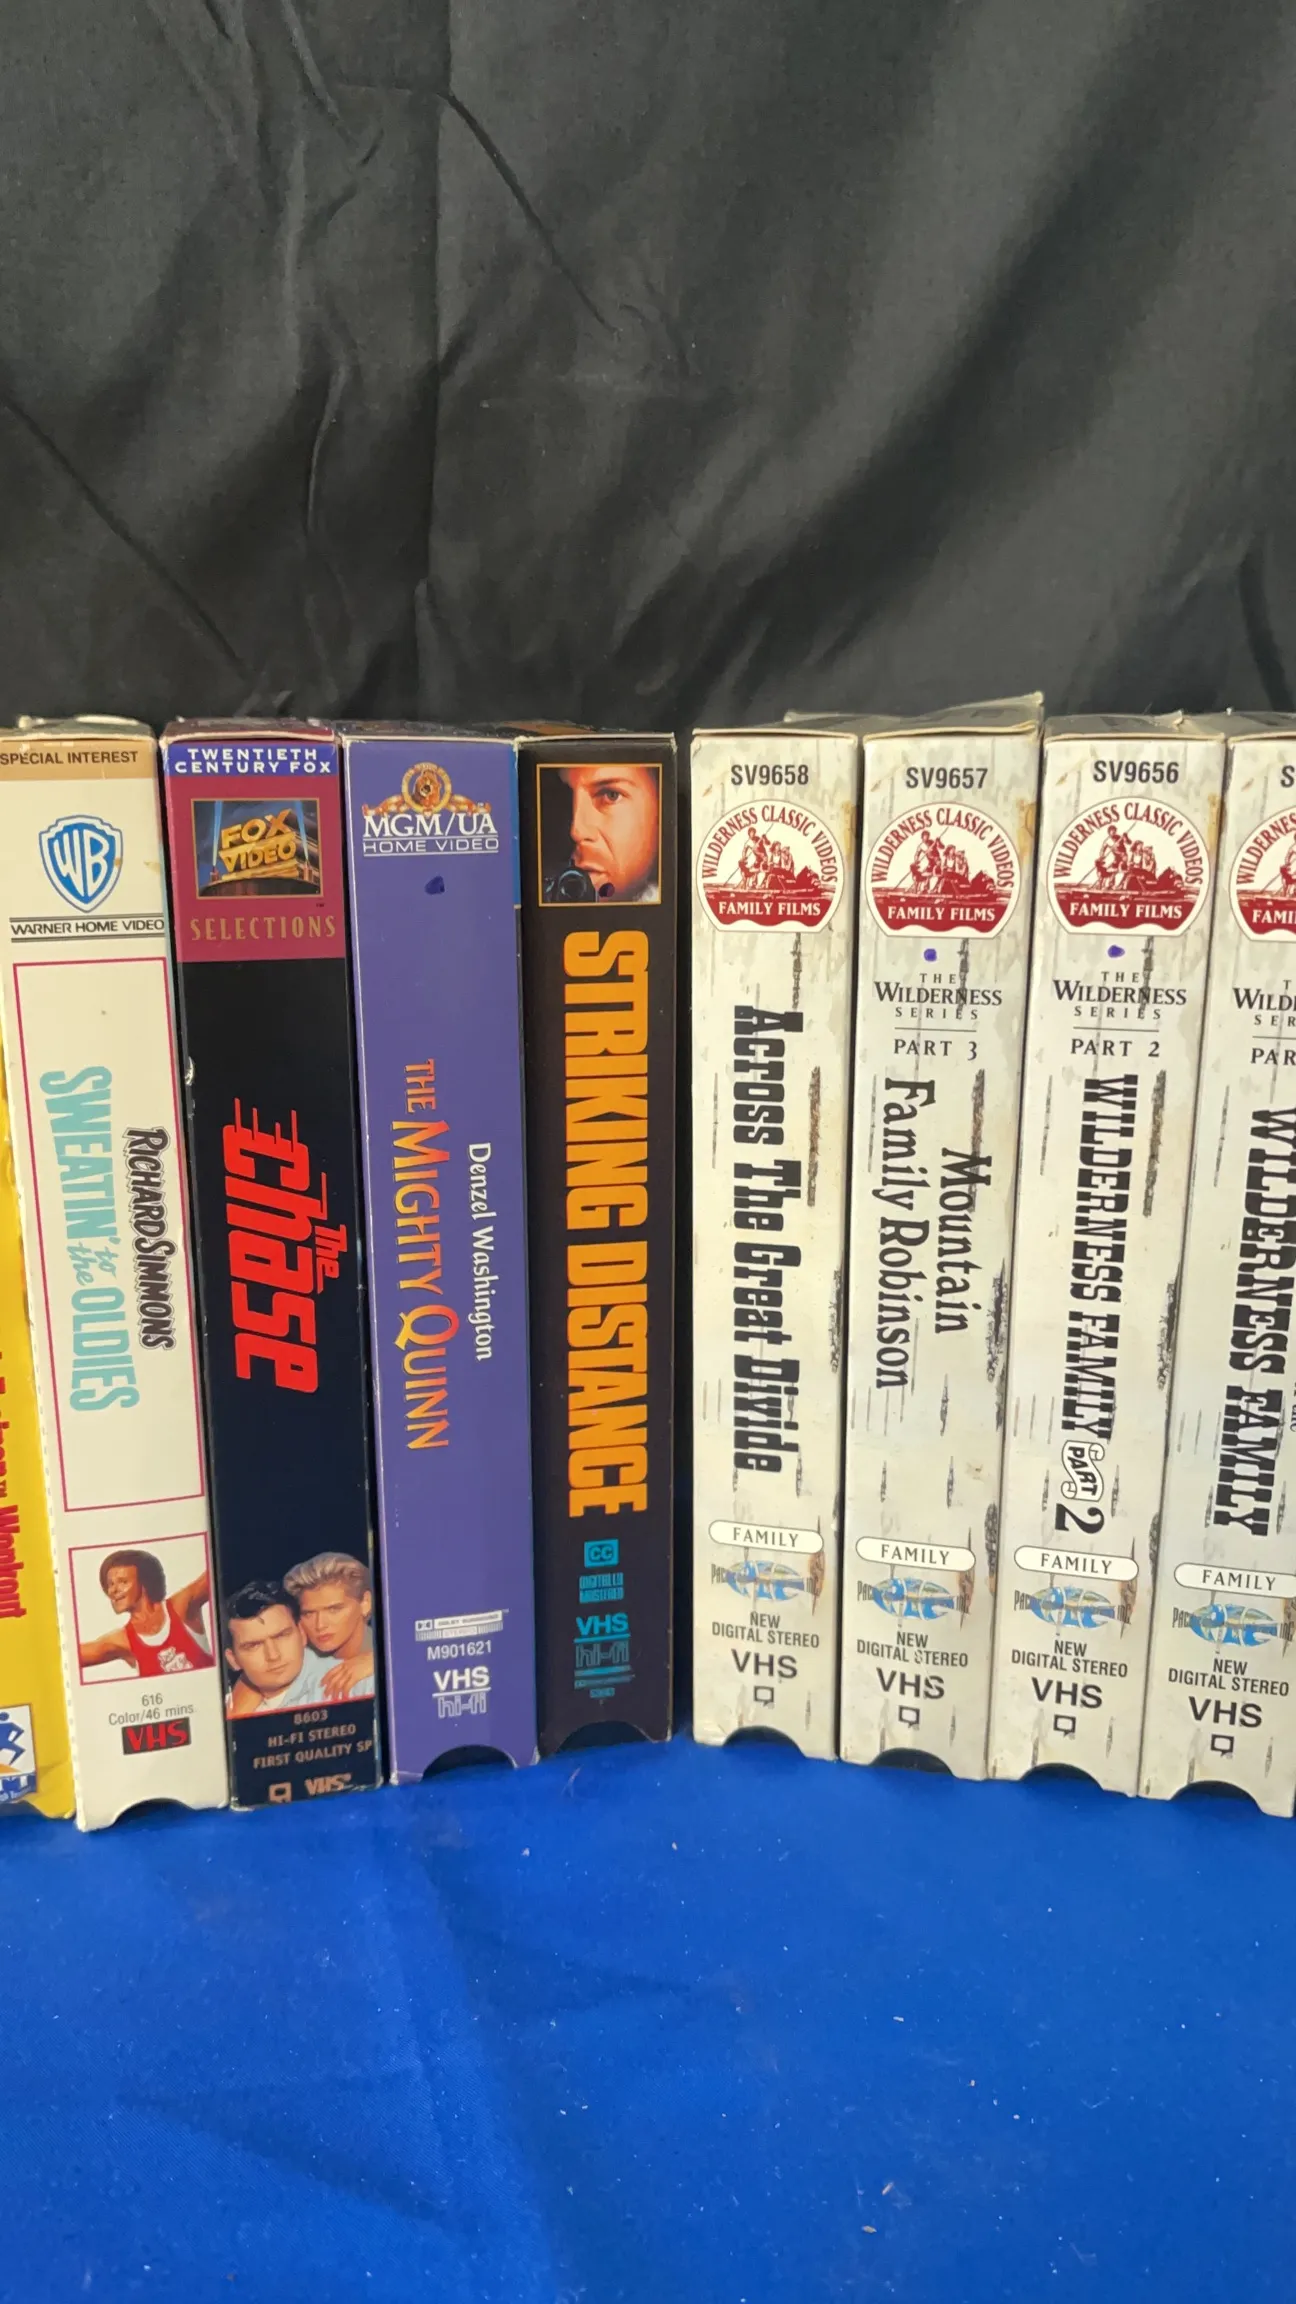 Workout
SPECIAL INTEREST
WB
WARNER HOME VIDEO
RICHARD SIMMONS
SWEATIN' to the OLDIES
616
Color/46 mins.
VHS
TWENTIETH
CENTURY FOX
FOX
VIDEO
SELECTIONS
The Chase
8603
HI-FI STEREO
FIRST QUALITY SP
VHS
MGM/UA
HOME VIDEO
Denzel Washington
THE MIGHTY QUINN
DOLBY SURROUND
M901621
VHS
hi-fi
STRIKING DISTANCE
CC
DIGITALLY
MASTERED
VHS
hi-fi
SV9658
WILDERNESS CLASSIC VIDEOS
FAMILY FILMS
Across The Great Divide
FAMILY
NEW
DIGITAL STEREO
VHS
SV9657
WILDERNESS CLASSIC VIDEOS
FAMILY FILMS
THE
WILDERNESS
SERIES
PART 3
Mountain
Family Robinson
FAMILY
NEW
DIGITAL STEREO
VHS
SV9656
WILDERNESS CLASSIC VIDEOS
FAMILY FILMS
THE
WILDERNESS
SERIES
PART 2
WILDERNESS FAMILY PART 2
FAMILY
NEW
DIGITAL STEREO
VHS
WILDERNESS FAMILY
FAMILY
NEW
DIGITAL STEREO
VHS